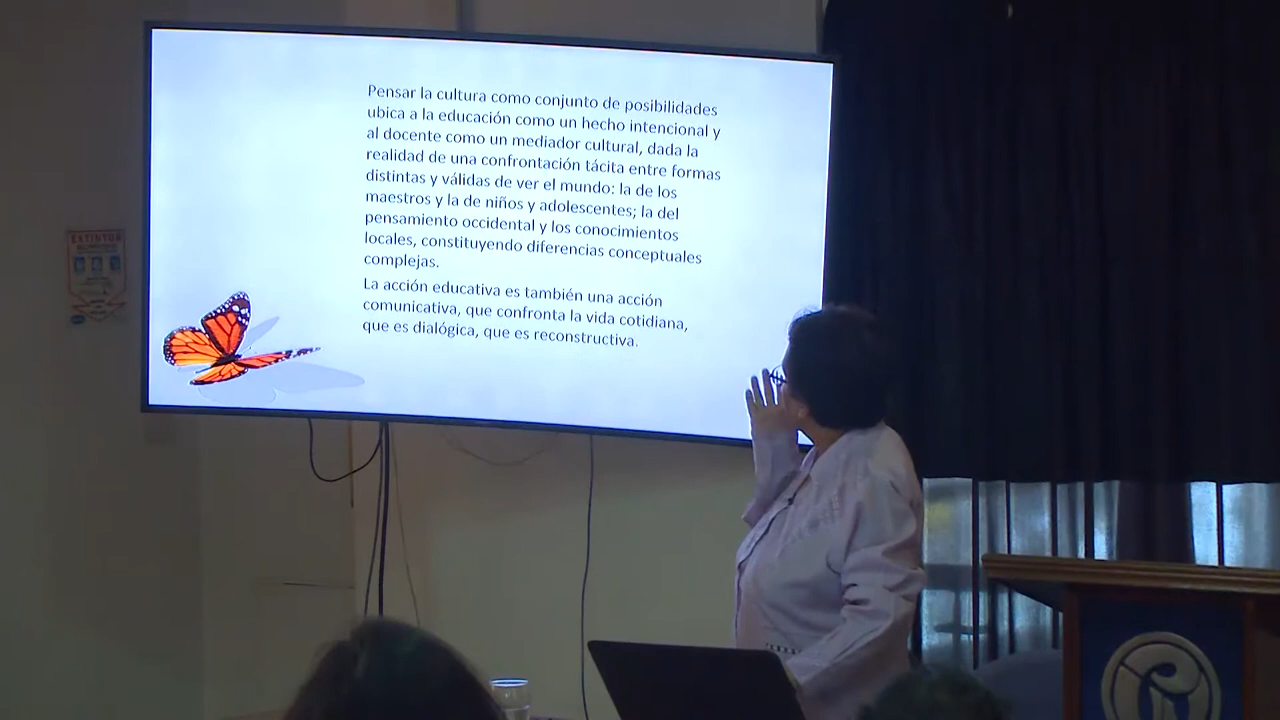 Pensar la cultura como conjunto de posibilidades
ubica a la educación como un hecho intencional y
al docente como un mediador cultural, dada la
realidad de una confrontación tácita entre formas
distintas y válidas de ver el mundo: la de los
maestros y la de niños y adolescentes; la del
pensamiento occidental y los conocimientos
locales, constituyendo diferencias conceptuales
complejas.
La acción educativa es también una acción
comunicativa, que confronta la vida cotidiana,
que es dialógica, que es reconstructiva.
EXTINTOR